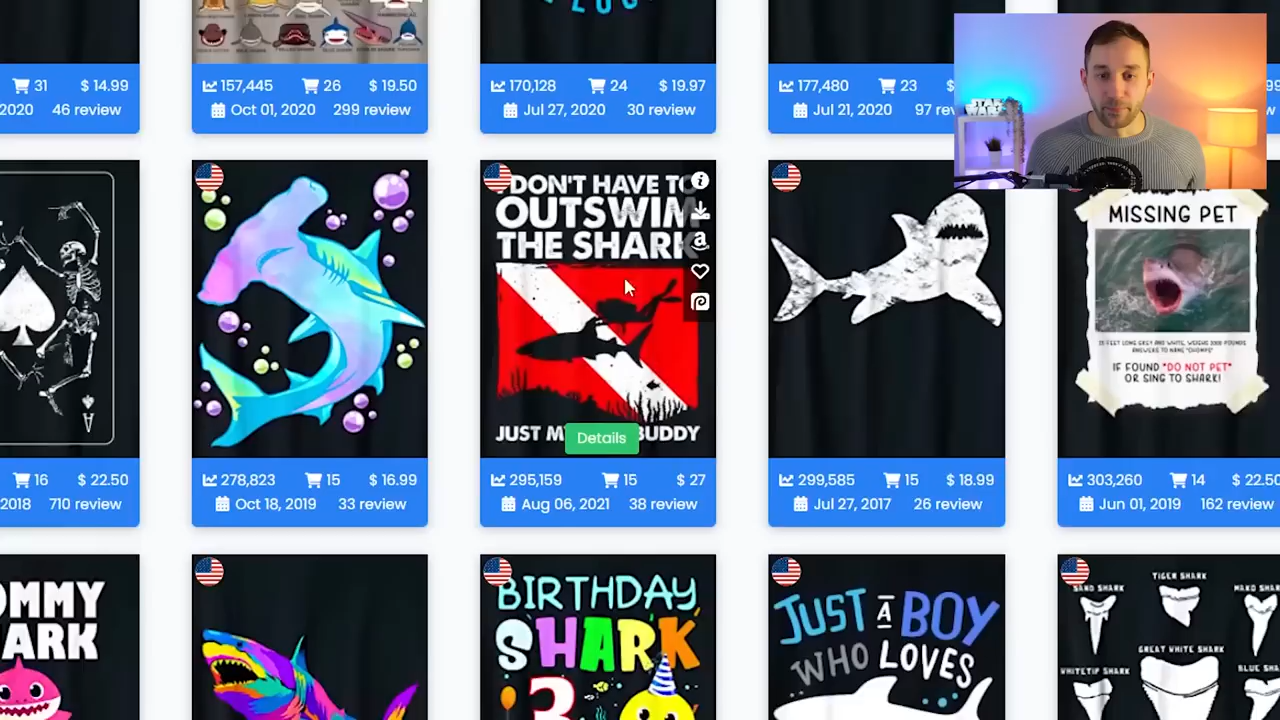 31 $ 14.99
2020 46 review
157,445 26 $ 19.50
Oct 01, 2020 299 review
170,128 24 $ 19.97
Jul 27, 2020 30 review
177,480 23
Jul 21, 2020 97 re
A
16 $ 22.50
2018 710 review
278,823 15 $ 16.99
Oct 18, 2019 33 review
DON'T HAVE TO
OUTSWIM
THE SHARK
JUST M BUDDY
Details
295,159 15 $ 27
Aug 06, 2021 38 review
299,585 15 $ 18.99
Jul 27, 2017 26 review
MISSING PET
IF FOUND "DO NOT PET"
OR SING TO SHARK!
303,260 14 $ 22.50
Jun 01, 2019 162 review
OMMY
ARK
BIRTHDAY
SHARK
3
JUST A BOY
WHO LOVES
SAND SHARK
TIGER SHARK
MAKO SHARK
GREAT WHITE SHARK
WHITETIP SHARK
BLUE SHA